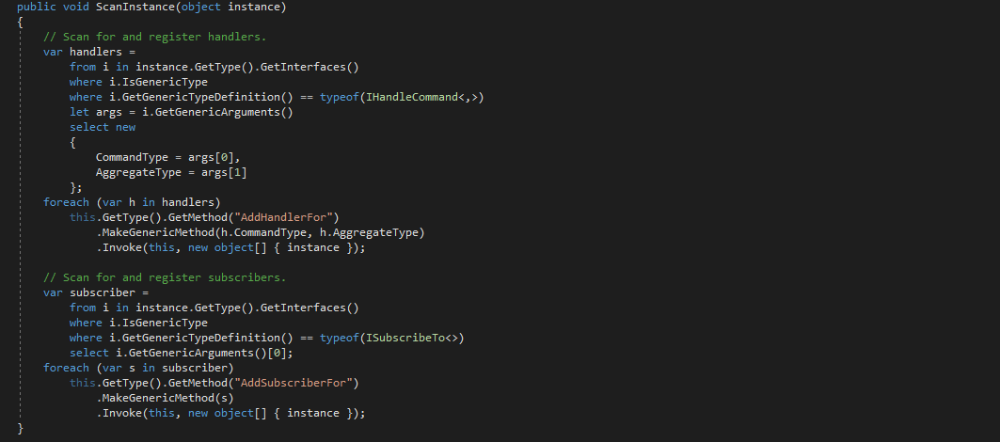 public void ScanInstance(object instance)
{
    // Scan for and register handlers.
    var handlers =
        from i in instance.GetType().GetInterfaces()
        where i.IsGenericType
        where i.GetGenericTypeDefinition() == typeof(IHandleCommand<,>)
        let args = i.GetGenericArguments()
        select new
        {
            CommandType = args[0],
            AggregateType = args[1]
        };
    foreach (var h in handlers)
        this.GetType().GetMethod("AddHandlerFor")
            .MakeGenericMethod(h.CommandType, h.AggregateType)
            .Invoke(this, new object[] { instance });

    // Scan for and register subscribers.
    var subscriber =
        from i in instance.GetType().GetInterfaces()
        where i.IsGenericType
        where i.GetGenericTypeDefinition() == typeof(ISubscribeTo<>)
        select i.GetGenericArguments()[0];
    foreach (var s in subscriber)
        this.GetType().GetMethod("AddSubscriberFor")
            .MakeGenericMethod(s)
            .Invoke(this, new object[] { instance });
}